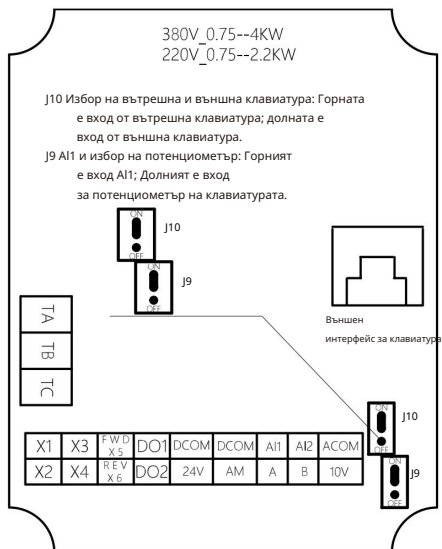 380V_0.75--4KW
220V_0.75--2.2KW
J10 Избор на вътрешна и външна клавиатура: Горната
е вход от вътрешна клавиатура; долната е
вход от външна клавиатура.
J9 AI1 и избор на потенциометър: Горният
е вход AI1; Долният е вход
за потенциометър на клавиатурата.
ON
OFF
J10
ON
OFF
J9
Външен
интерфейс за клавиатура
TA
TB
TC
ON
OFF
J10
ON
OFF
J9
X1 X3 FWD X5 DO1 DCOM DCOM AI1 AI2 ACOM
X2 X4 REV X6 DO2 24V AM A B 10V